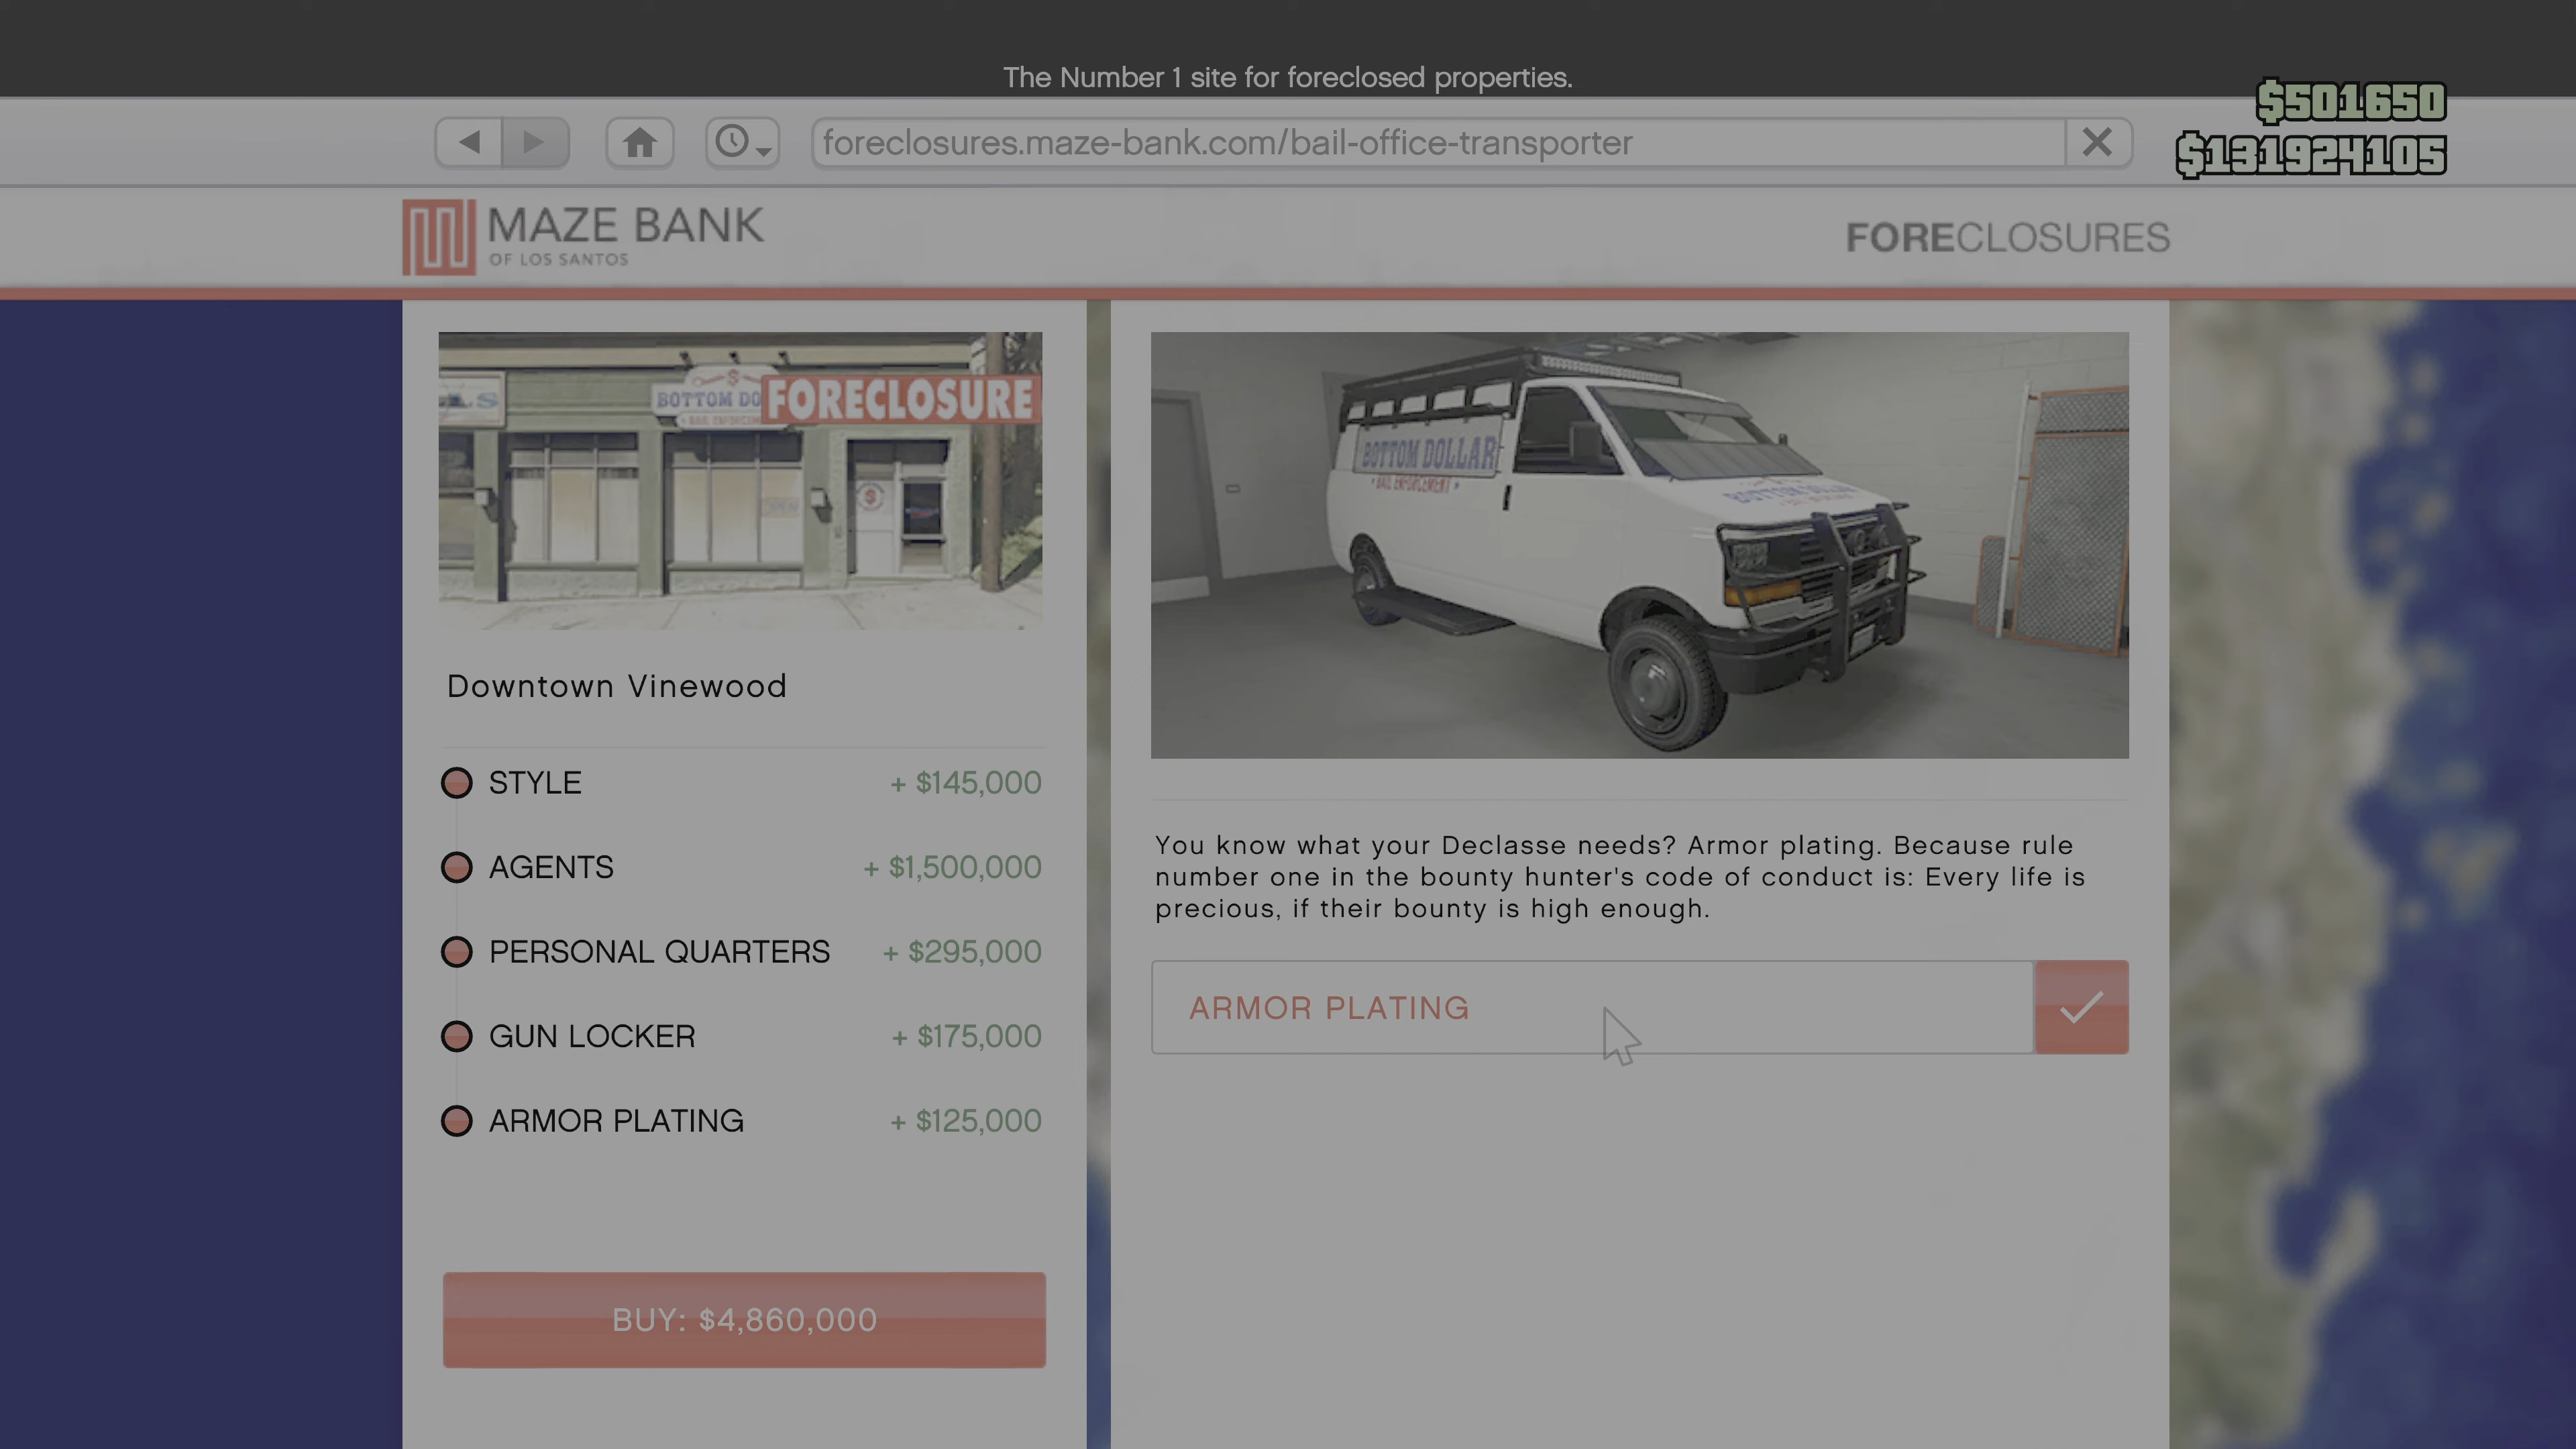 The Number 1 site for foreclosed properties.
$501650
foreclosures.maze-bank.com/bail-office-transporter
$131924105
MAZE BANK
OF LOS SANTOS
FORECLOSURES
BOTTOM DO
FORECLOSURE
BOTTOM DOLLAR
BAIL ENFORCEMENT
BOTTOM DOLLAR
Downtown Vinewood
STYLE + $145,000
AGENTS + $1,500,000
PERSONAL QUARTERS + $295,000
GUN LOCKER + $175,000
ARMOR PLATING + $125,000
BUY: $4,860,000
You know what your Declasse needs? Armor plating. Because rule
number one in the bounty hunter's code of conduct is: Every life is
precious, if their bounty is high enough.
ARMOR PLATING